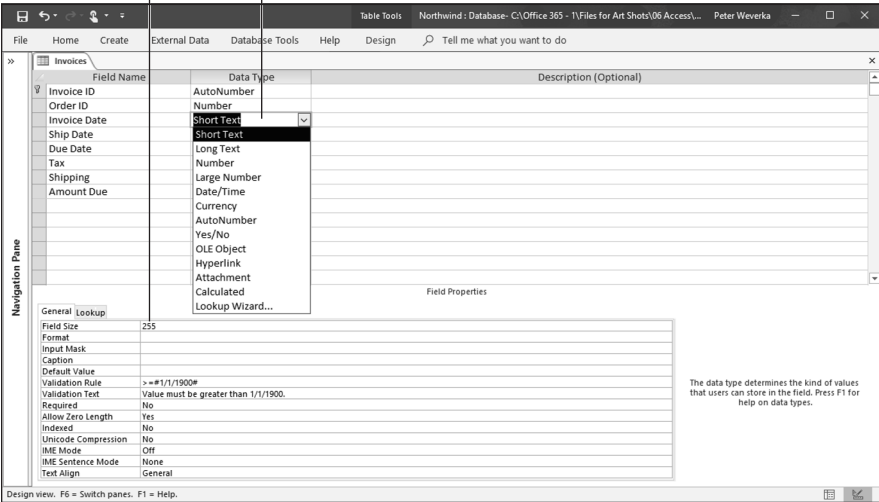 Table Tools Northwind : Database- C:\Office 365 - 1\Files for Art Shots\06 Access\... Peter Weverka
File Home Create External Data Database Tools Help Design Tell me what you want to do
Invoices
Field Name Data Type Description (Optional)
Invoice ID AutoNumber
Order ID Number
Invoice Date Short Text
Ship Date Short Text
Due Date Long Text
Tax Number
Shipping Large Number
Amount Due Date/Time
Currency
AutoNumber
Yes/No
OLE Object
Hyperlink
Attachment
Calculated
Lookup Wizard...
Navigation Pane
Field Properties
General Lookup
Field Size 255
Format
Input Mask
Caption
Default Value
Validation Rule >=#1/1/1900#
Validation Text Value must be greater than 1/1/1900.
Required No
Allow Zero Length Yes
Indexed No
Unicode Compression No
IME Mode Off
IME Sentence Mode None
Text Align General
The data type determines the kind of values
that users can store in the field. Press F1 for
help on data types.
Design view. F6 = Switch panes. F1 = Help.